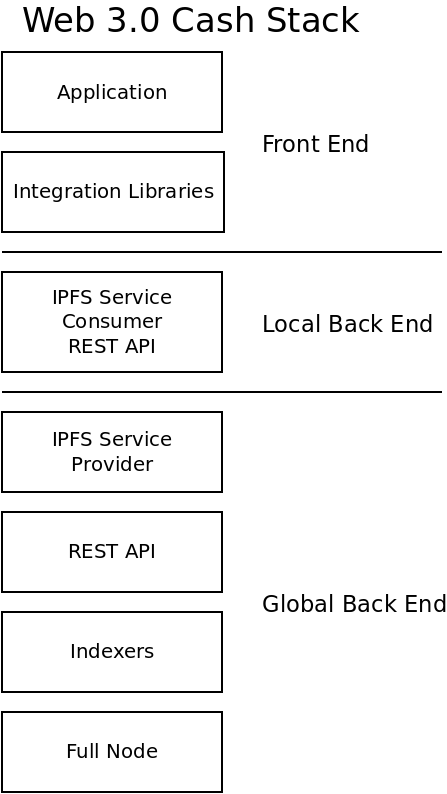 Web 3.0 Cash Stack
Application
Front End
Integration Libraries
IPFS Service
Consumer
REST API
Local Back End
IPFS Service
Provider
REST API
Global Back End
Indexers
Full Node